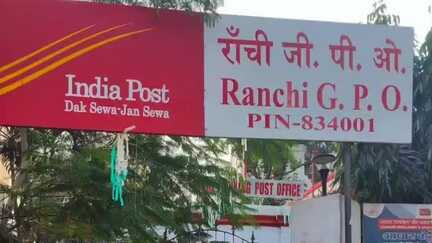 India Post
Dak Sewa-Jan Sewa
राँची जी. पी. ओ.
Ranchi G. P. O.
PIN-834001
POST OFFICE